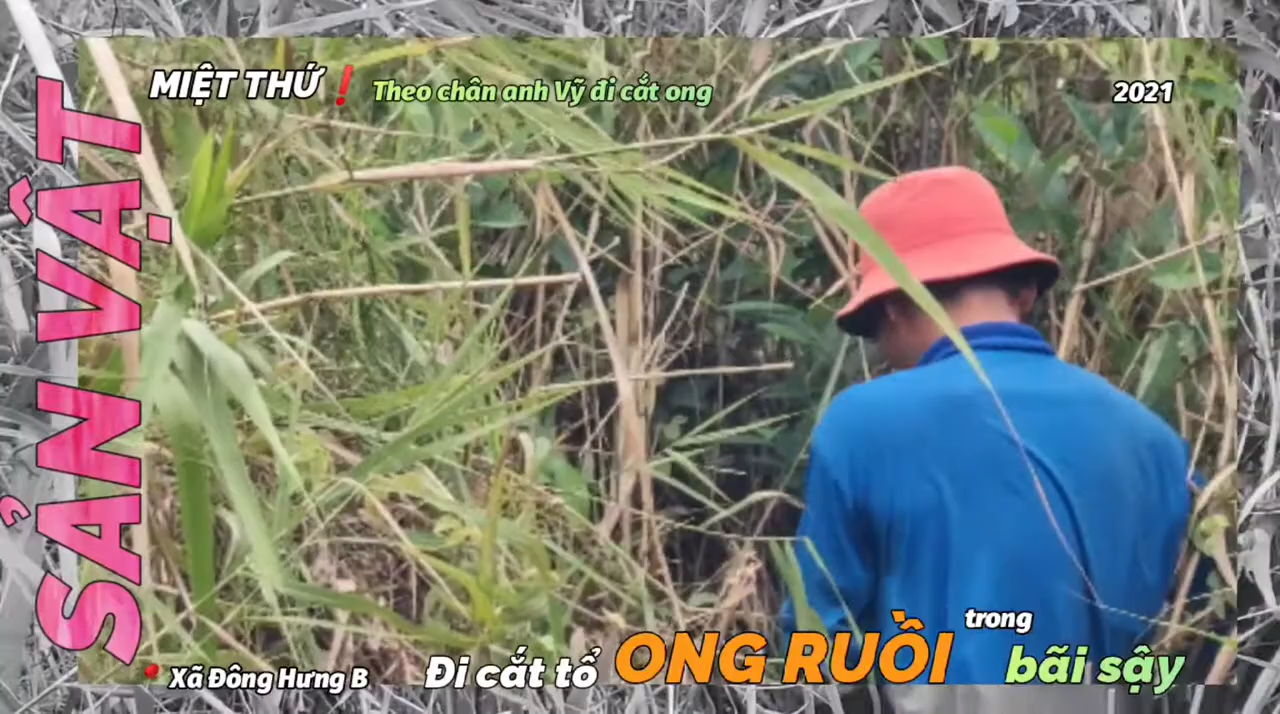 MIỆT THỨ❗ Theo chân anh Vỹ đi cắt ong
2021
SẢN VẬT
📍 Xã Đông Hưng B
Đi cắt tổ ONG RUỒI trong bãi sậy